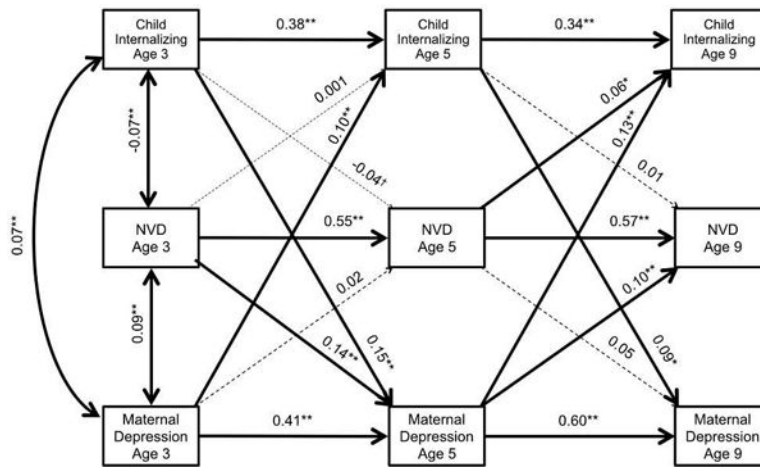 Child
Internalizing
Age 3
0.38**
Child
Internalizing
Age 5
0.34**
Child
Internalizing
Age 9
0.07**
-0.07**
0.001
0.10**
-0.04†
0.06*
0.13**
0.01
NVD
Age 3
0.55**
NVD
Age 5
0.57**
NVD
Age 9
0.09**
0.02
0.14**
0.15**
0.10**
0.05
0.09*
Maternal
Depression
Age 3
0.41**
Maternal
Depression
Age 5
0.60**
Maternal
Depression
Age 9